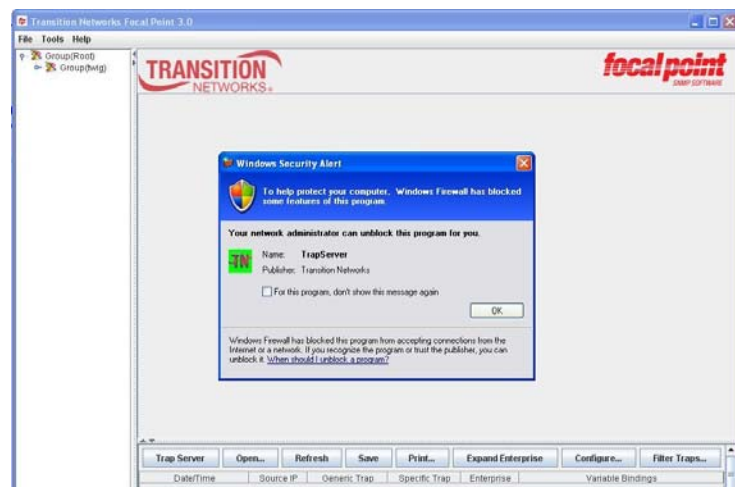 Transition Networks Focal Point 3.0
File Tools Help
Group(Root)
Group(twig)
TRANSITION
NETWORKS®
focal point
SNMP SOFTWARE
Windows Security Alert
To help protect your computer, Windows Firewall has blocked
some features of this program.
Your network administrator can unblock this program for you.
TN
Name: TrapServer
Publisher: Transition Networks
For this program, don't show this message again
OK
Windows Firewall has blocked this program from accepting connections from the
Internet or a network. If you recognize the program or trust the publisher, you can
unblock it. When should I unblock a program?
Trap Server Open... Refresh Save Print... Expand Enterprise Configure... Filter Traps...
Date/Time Source IP Generic Trap Specific Trap Enterprise Variable Bindings